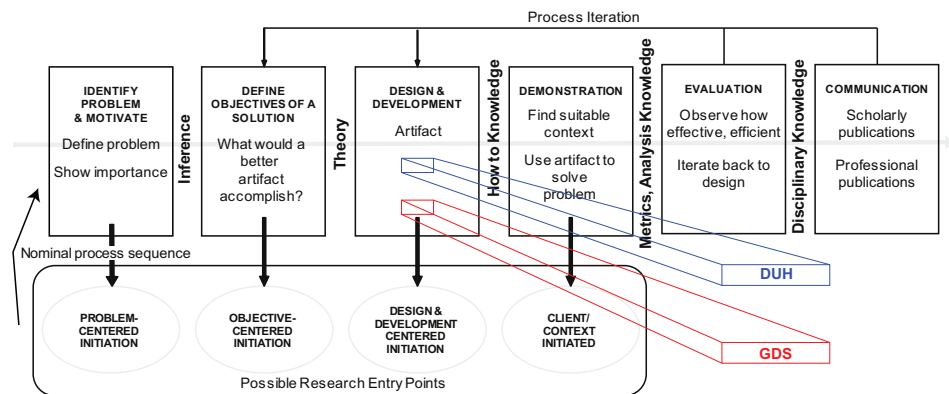 Process Iteration
IDENTIFY
PROBLEM
& MOTIVATE
Define problem
Show importance
Inference
DEFINE
OBJECTIVES OF A
SOLUTION
What would a
better
artifact
accomplish?
Theory
DESIGN &
DEVELOPMENT
Artifact
How to Knowledge
DEMONSTRATION
Find suitable
context
Use artifact to
solve
problem
Metrics, Analysis Knowledge
EVALUATION
Observe how
effective, efficient
Iterate back to
design
Disciplinary Knowledge
COMMUNICATION
Scholarly
publications
Professional
publications
Nominal process sequence
DUH
GDS
PROBLEM-
CENTERED
INITIATION
OBJECTIVE-
CENTERED
INITIATION
DESIGN &
DEVELOPMENT
CENTERED
INITIATION
CLIENT/
CONTEXT
INITIATED
Possible Research Entry Points